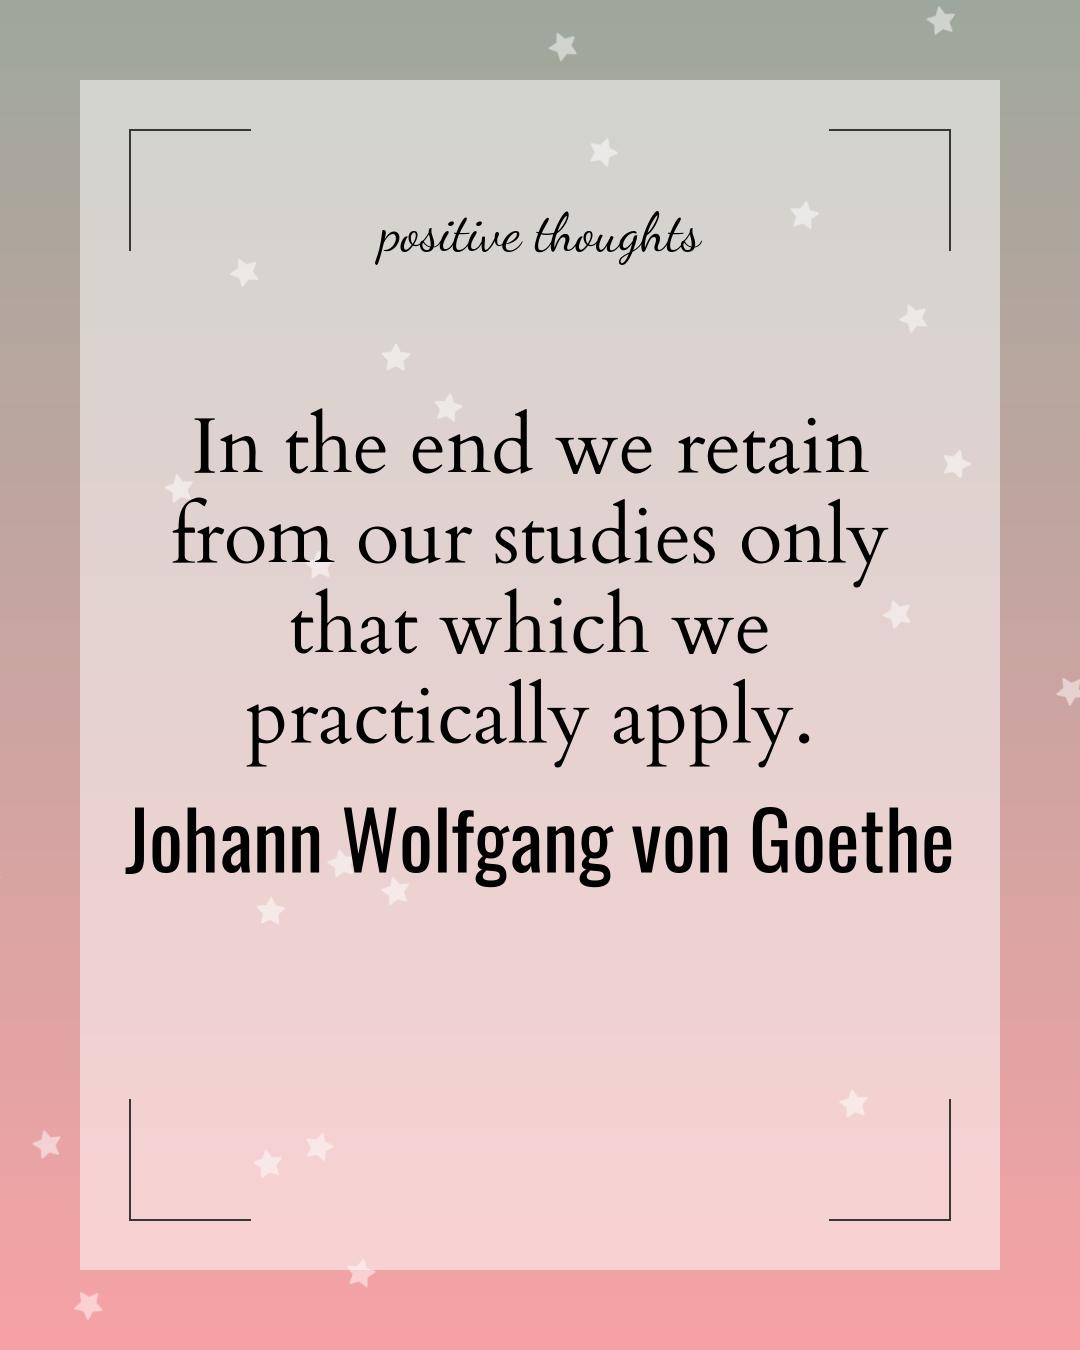 positive thoughts
In the end we retain
from our studies only
that which we
practically apply.
Johann Wolfgang von Goethe